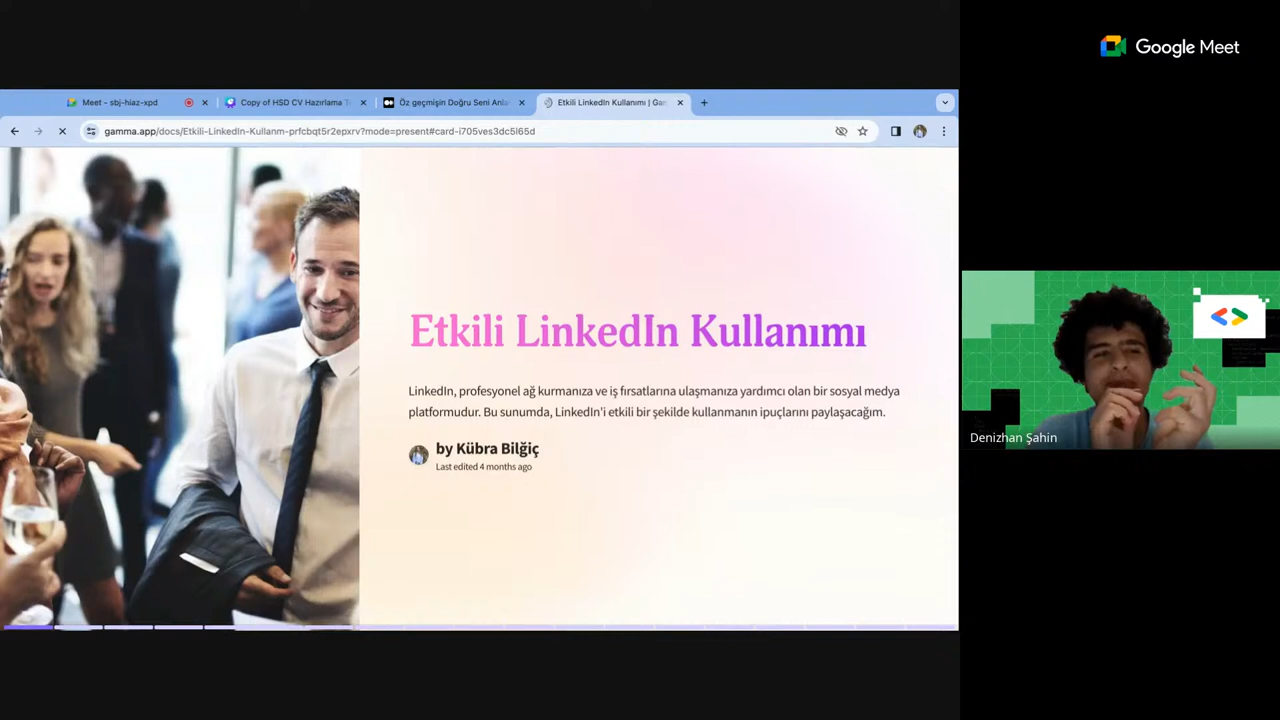 Google Meet
Meet - sbj-hiaz-xpd
Copy of HSD CV Hazırlama T
Öz geçmişin Doğru Seni Anla
Etkili LinkedIn Kullanımı | Gam
gamma.app/docs/Etkili-LinkedIn-Kullanm-prfcbqt5r2epxrv?mode=present#card-i705ves3dc5l65d
Etkili LinkedIn Kullanımı
LinkedIn, profesyonel ağ kurmanıza ve iş fırsatlarına ulaşmanıza yardımcı olan bir sosyal medya
platformudur. Bu sunumda, LinkedIn'i etkili bir şekilde kullanmanın ipuçlarını paylaşacağım.
by Kübra Bilğiç
Last edited 4 months ago
Denizhan Şahin